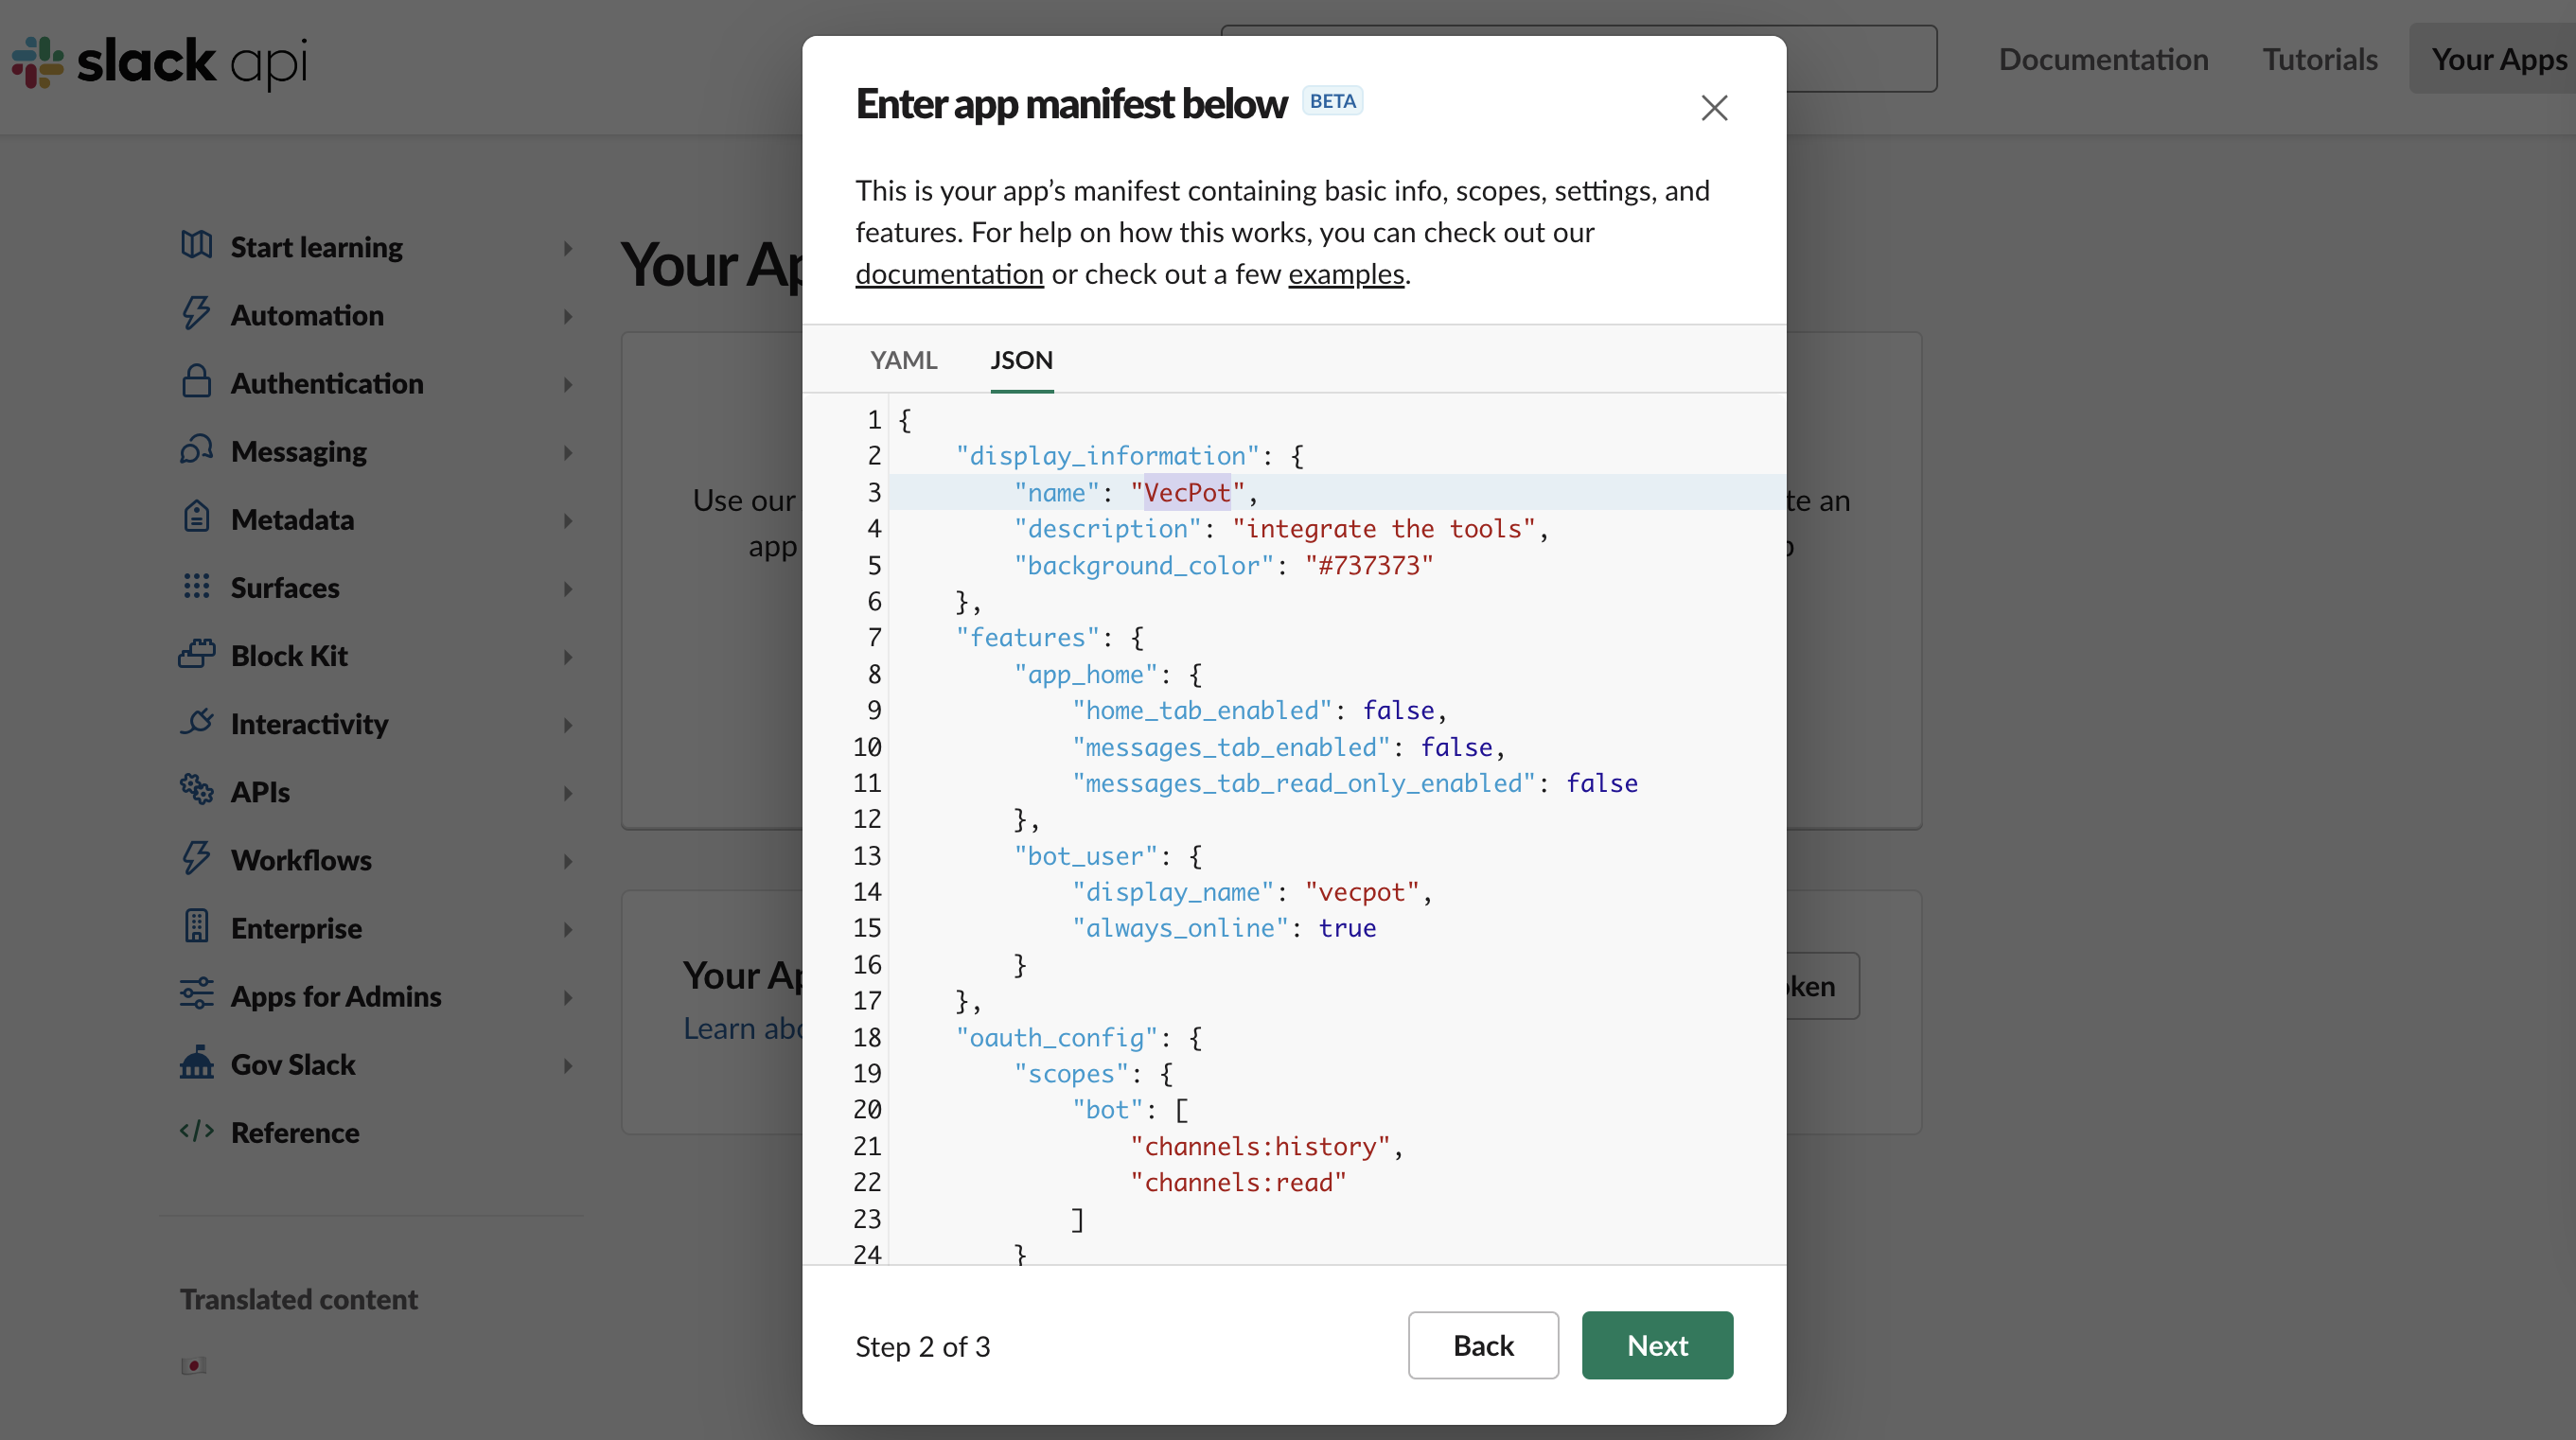 slack api
Documentation
Tutorials
Your Apps
Start learning
Automation
Authentication
Messaging
Metadata
Surfaces
Block Kit
Interactivity
APIs
Workflows
Enterprise
Apps for Admins
Gov Slack
</> Reference
Translated content
Your Ap
Use our
app
te an
Your Ap
Learn abo
oken
Enter app manifest below BETA
This is your app’s manifest containing basic info, scopes, settings, and
features. For help on how this works, you can check out our
documentation or check out a few examples.
YAML JSON
1 {
2 "display_information": {
3 "name": "VecPot",
4 "description": "integrate the tools",
5 "background_color": "#737373"
6 },
7 "features": {
8 "app_home": {
9 "home_tab_enabled": false,
10 "messages_tab_enabled": false,
11 "messages_tab_read_only_enabled": false
12 },
13 "bot_user": {
14 "display_name": "vecpot",
15 "always_online": true
16 }
17 },
18 "oauth_config": {
19 "scopes": {
20 "bot": [
21 "channels:history",
22 "channels:read"
23 ]
24 }
Step 2 of 3
Back
Next